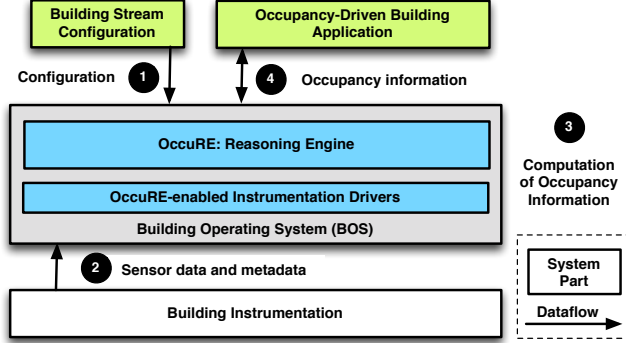 Building Stream
Configuration
Occupancy-Driven Building
Application
Configuration
1
4
Occupancy information
OccuRE: Reasoning Engine
OccuRE-enabled Instrumentation Drivers
Building Operating System (BOS)
3
Computation
of Occupancy
Information
2
Sensor data and metadata
Building Instrumentation
System
Part
Dataflow